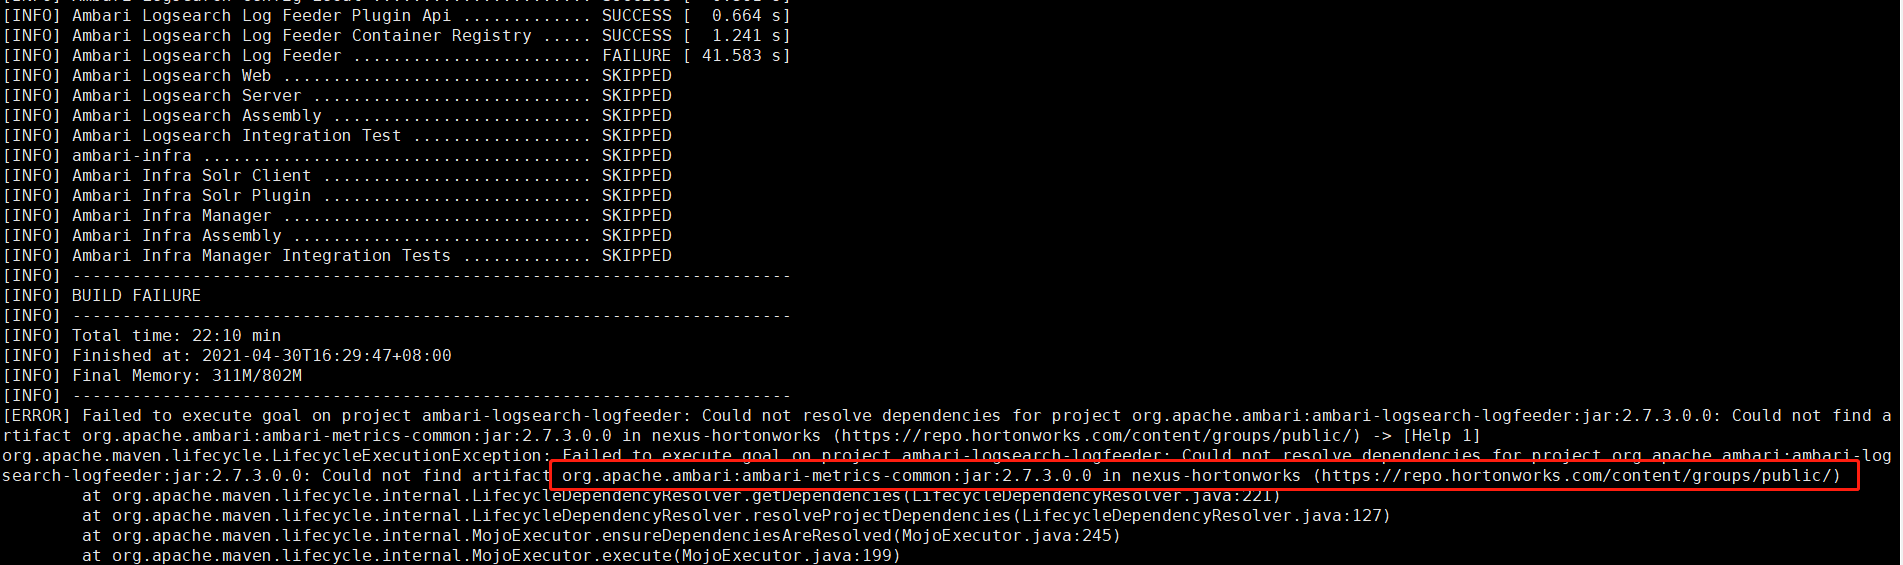 [INFO] Ambari Logsearch Log Feeder Plugin Api ............. SUCCESS [  0.664 s]
[INFO] Ambari Logsearch Log Feeder Container Registry ..... SUCCESS [  1.241 s]
[INFO] Ambari Logsearch Log Feeder ........................ FAILURE [ 41.583 s]
[INFO] Ambari Logsearch Web ............................... SKIPPED
[INFO] Ambari Logsearch Server ............................ SKIPPED
[INFO] Ambari Logsearch Assembly .......................... SKIPPED
[INFO] Ambari Logsearch Integration Test .................. SKIPPED
[INFO] ambari-infra ....................................... SKIPPED
[INFO] Ambari Infra Solr Client ........................... SKIPPED
[INFO] Ambari Infra Solr Plugin ........................... SKIPPED
[INFO] Ambari Infra Manager ............................... SKIPPED
[INFO] Ambari Infra Assembly .............................. SKIPPED
[INFO] Ambari Infra Manager Integration Tests ............. SKIPPED
[INFO] ------------------------------------------------------------------------
[INFO] BUILD FAILURE
[INFO] ------------------------------------------------------------------------
[INFO] Total time: 22:10 min
[INFO] Finished at: 2021-04-30T16:29:47+08:00
[INFO] Final Memory: 311M/802M
[INFO] ------------------------------------------------------------------------
[ERROR] Failed to execute goal on project ambari-logsearch-logfeeder: Could not resolve dependencies for project org.apache.ambari:ambari-logsearch-logfeeder:jar:2.7.3.0.0: Could not find a
rtifact org.apache.ambari:ambari-metrics-common:jar:2.7.3.0.0 in nexus-hortonworks (https://repo.hortonworks.com/content/groups/public/) -> [Help 1]
org.apache.maven.lifecycle.LifecycleExecutionException: Failed to execute goal on project ambari-logsearch-logfeeder: Could not resolve dependencies for project org.apache.ambari:ambari-log
search-logfeeder:jar:2.7.3.0.0: Could not find artifact org.apache.ambari:ambari-metrics-common:jar:2.7.3.0.0 in nexus-hortonworks (https://repo.hortonworks.com/content/groups/public/)
at org.apache.maven.lifecycle.internal.LifecycleDependencyResolver.getDependencies(LifecycleDependencyResolver.java:221)
at org.apache.maven.lifecycle.internal.LifecycleDependencyResolver.resolveProjectDependencies(LifecycleDependencyResolver.java:127)
at org.apache.maven.lifecycle.internal.MojoExecutor.ensureDependenciesAreResolved(MojoExecutor.java:245)
at org.apache.maven.lifecycle.internal.MojoExecutor.execute(MojoExecutor.java:199)